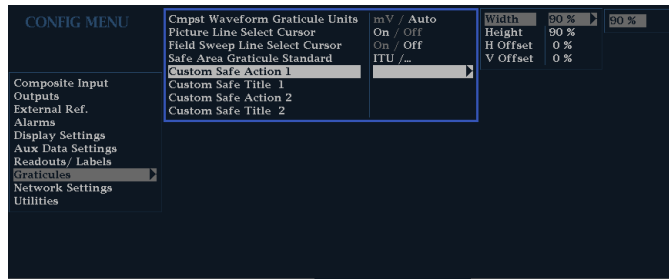 CONFIG MENU
Composite Input
Outputs
External Ref.
Alarms
Display Settings
Aux Data Settings
Readouts/ Labels
Graticules
Network Settings
Utilities
Cmpst Waveform Graticule Units mV / Auto
Picture Line Select Cursor On / Off
Field Sweep Line Select Cursor On / Off
Safe Area Graticule Standard ITU /...
Custom Safe Action 1
Custom Safe Title 1
Custom Safe Action 2
Custom Safe Title 2
Width 90 %
Height 90 %
H Offset 0 %
V Offset 0 %
90 %